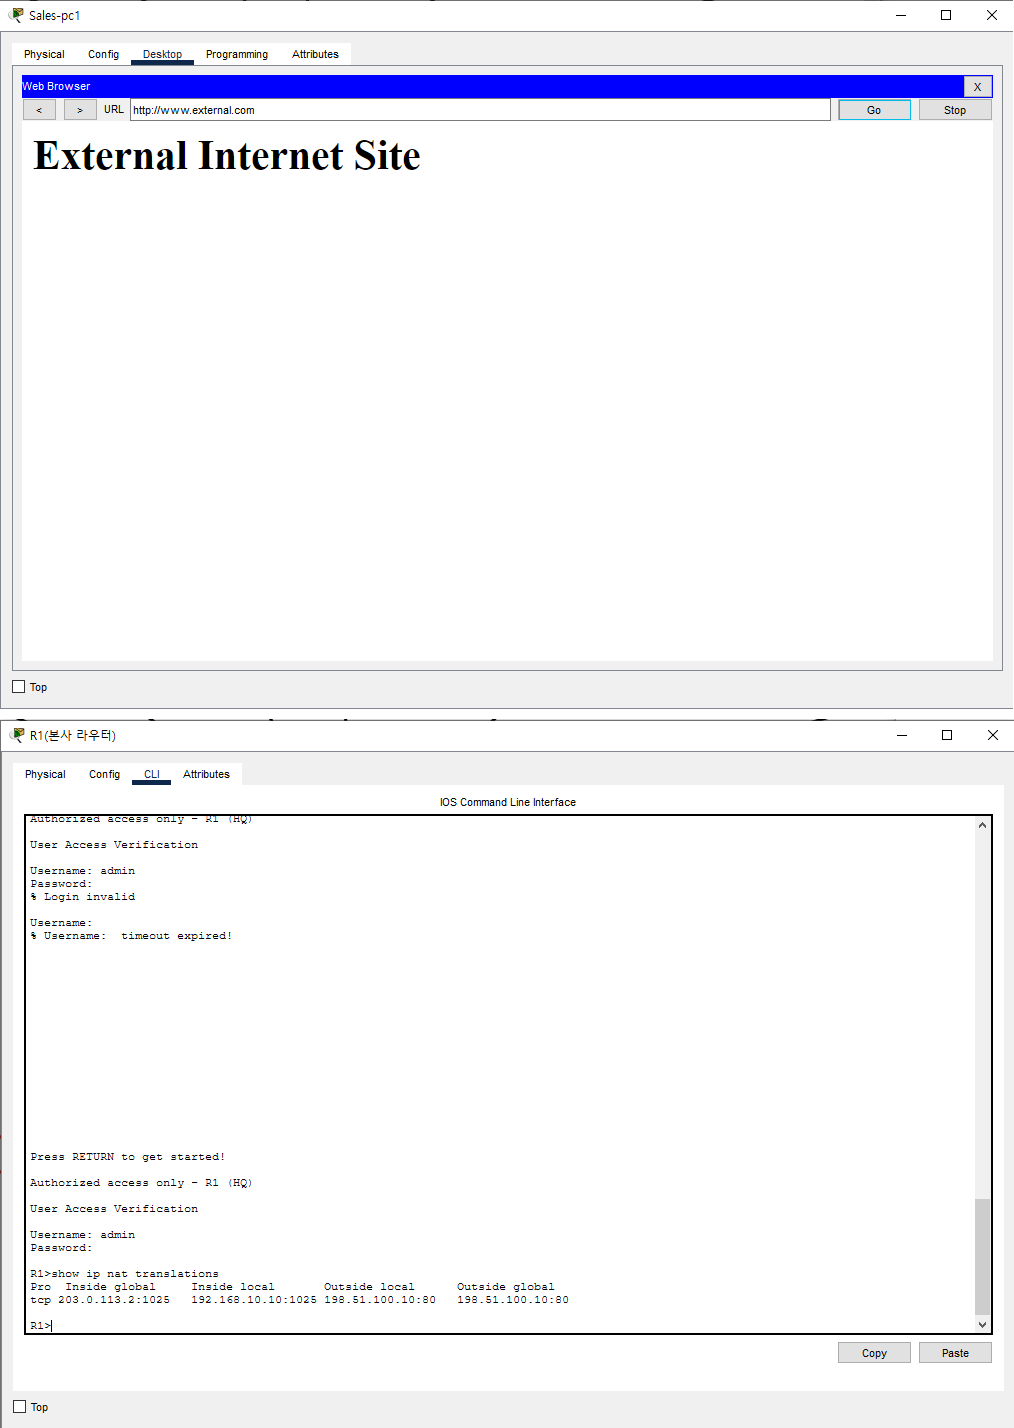 Sales-pc1
Physical Config Desktop Programming Attributes
Web Browser X
< > URL http://www.external.com Go Stop
External Internet Site
Top
R1(본사 라우터)
Physical Config CLI Attributes
IOS Command Line Interface
Authorized access only - R1 (HQ)
User Access Verification
Username: admin
Password:
% Login invalid
Username:
% Username:  timeout expired!
Press RETURN to get started!
Authorized access only - R1 (HQ)
User Access Verification
Username: admin
Password:
R1>show ip nat translations
Pro  Inside global     Inside local       Outside local      Outside global
tcp 203.0.113.2:1025   192.168.10.10:1025 198.51.100.10:80   198.51.100.10:80
R1>
Copy Paste
Top